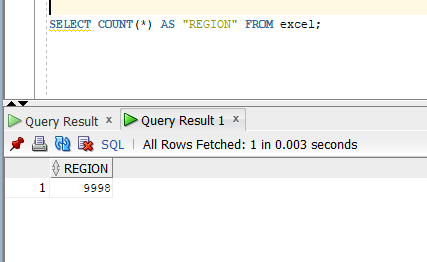 SELECT COUNT(*) AS "REGION" FROM excel;
Query Result x Query Result 1 x
SQL | All Rows Fetched: 1 in 0.003 seconds
REGION
1 9998